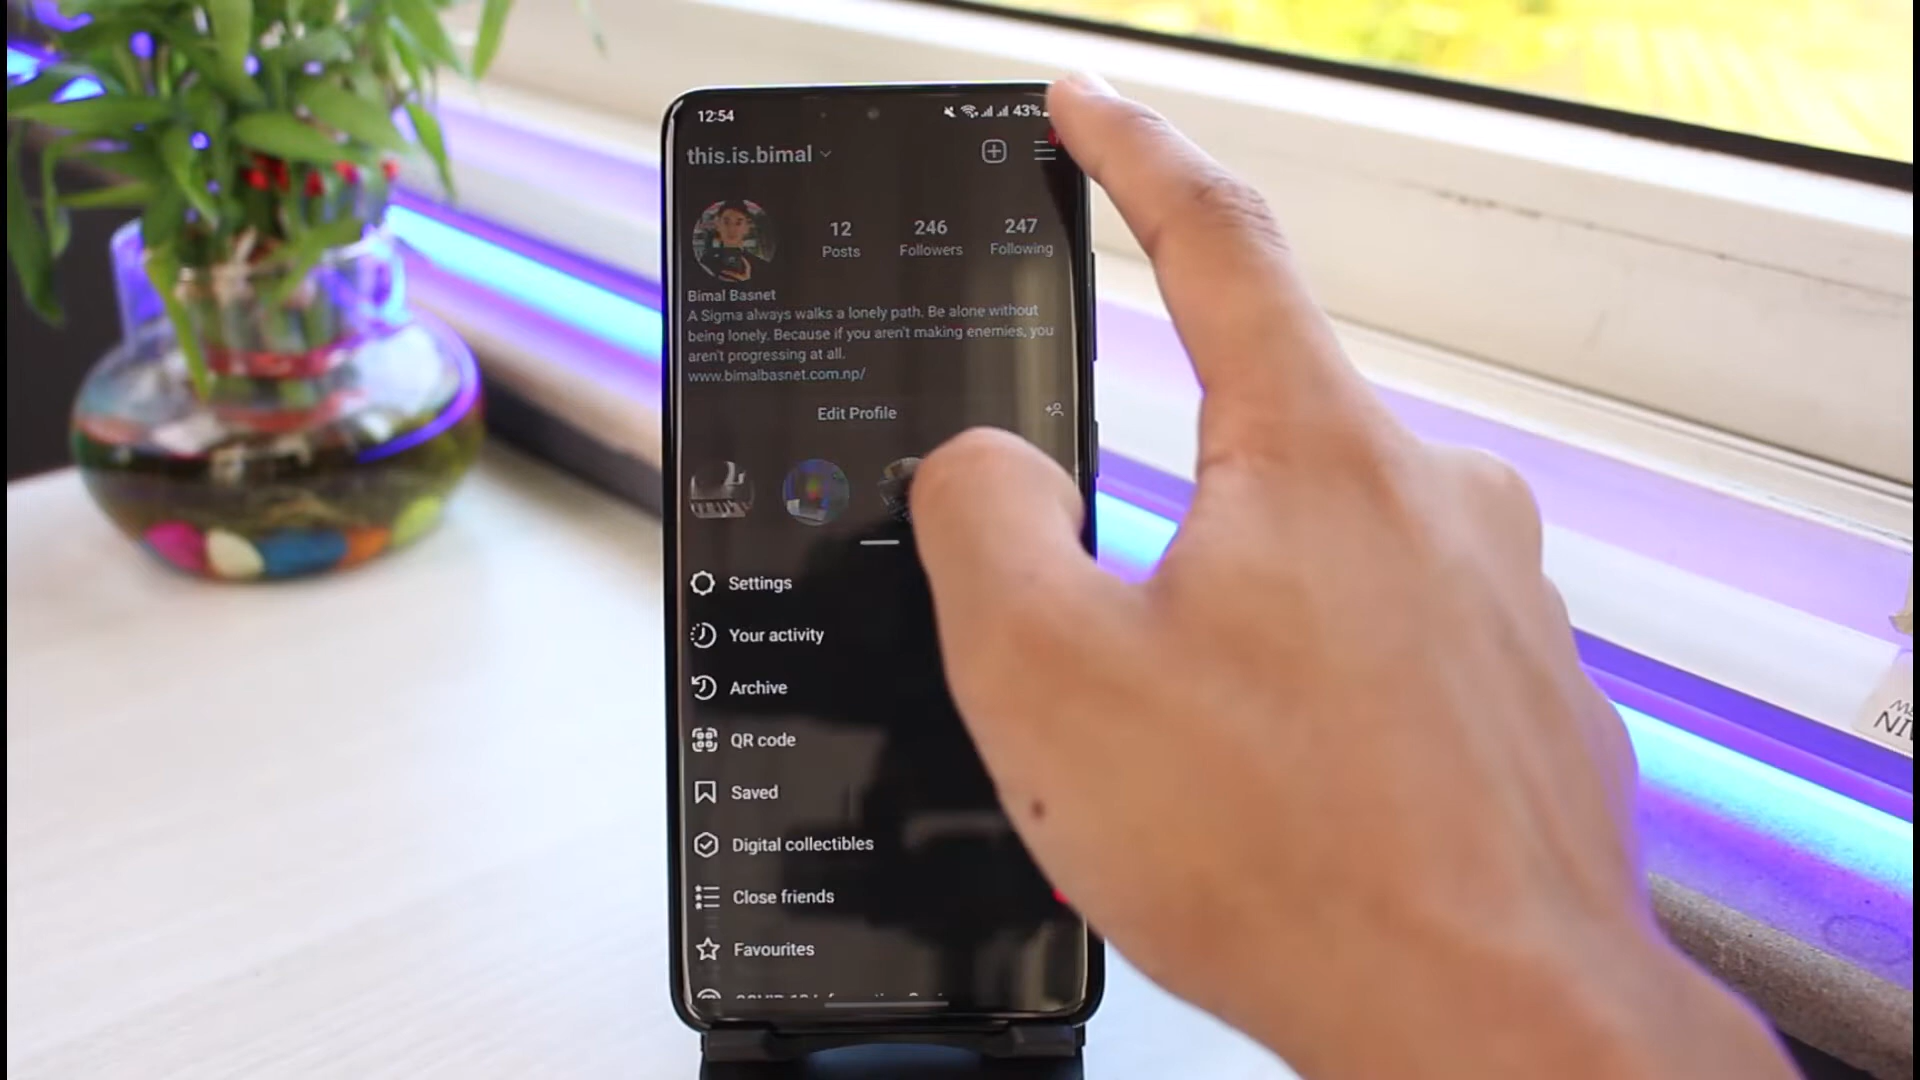 12:54
43%
this.is.bimal
12
246
247
Posts
Followers
Following
Bimal Basnet
A Sigma always walks a lonely path. Be alone without
being lonely. Because if you aren't making enemies, you
aren't progressing at all.
www.bimalbasnet.com.np/
Edit Profile
Settings
Your activity
Archive
QR code
Saved
Digital collectibles
Close friends
Favourites